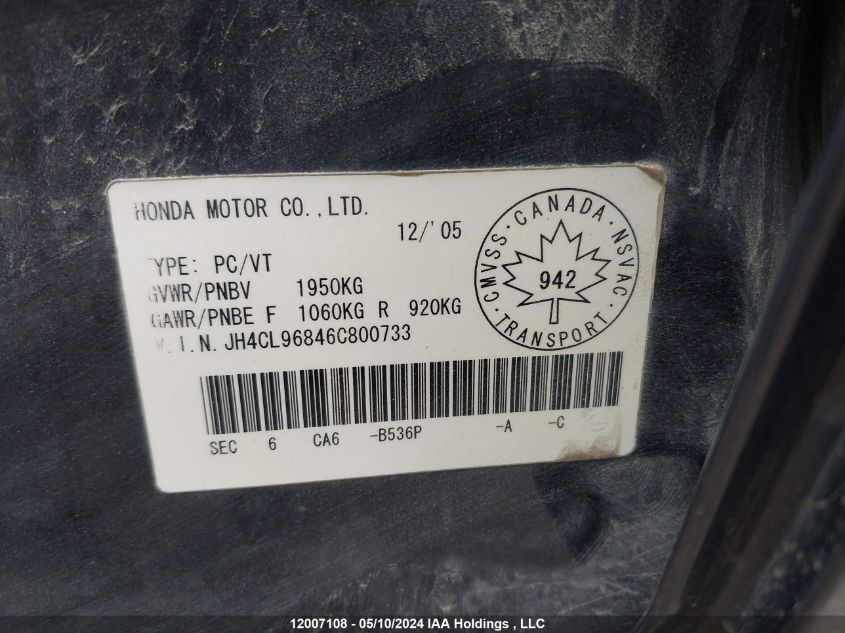 HONDA MOTOR CO., LTD.
12/'05
TYPE: PC/VT
GVWR/PNBV 1950KG
GAWR/PNBE F 1060KG R 920KG
V.I.N. JH4CL96846C800733
SEC 6 CA6 -B536P -A -C
CMVSS·CANADA·NSVAC
942
·TRANSPORT·
12007108 - 05/10/2024 IAA Holdings , LLC